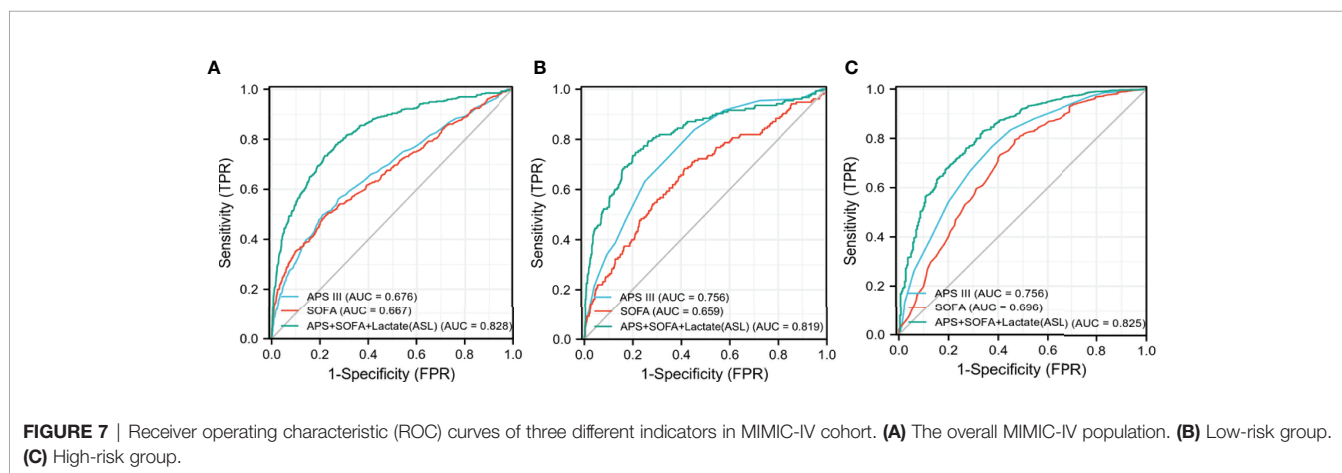 A
B
C
1.0
0.8
0.6
0.4
0.2
0.0
Sensitivity (TPR)
APS III (AUC = 0.676)
SOFA (AUC = 0.667)
APS+SOFA+Lactate(ASL) (AUC = 0.828)
0.0 0.2 0.4 0.6 0.8 1.0
1-Specificity (FPR)
1.0
0.8
0.6
0.4
0.2
0.0
Sensitivity (TPR)
APS III (AUC = 0.756)
SOFA (AUC = 0.659)
APS+SOFA+Lactate(ASL) (AUC = 0.819)
0.0 0.2 0.4 0.6 0.8 1.0
1-Specificity (FPR)
1.0
0.8
0.6
0.4
0.2
0.0
Sensitivity (TPR)
APS III (AUC = 0.756)
SOFA (AUC = 0.696)
APS+SOFA+Lactate(ASL) (AUC = 0.825)
0.0 0.2 0.4 0.6 0.8 1.0
1-Specificity (FPR)
FIGURE 7 | Receiver operating characteristic (ROC) curves of three different indicators in MIMIC-IV cohort. (A) The overall MIMIC-IV population. (B) Low-risk group.
(C) High-risk group.